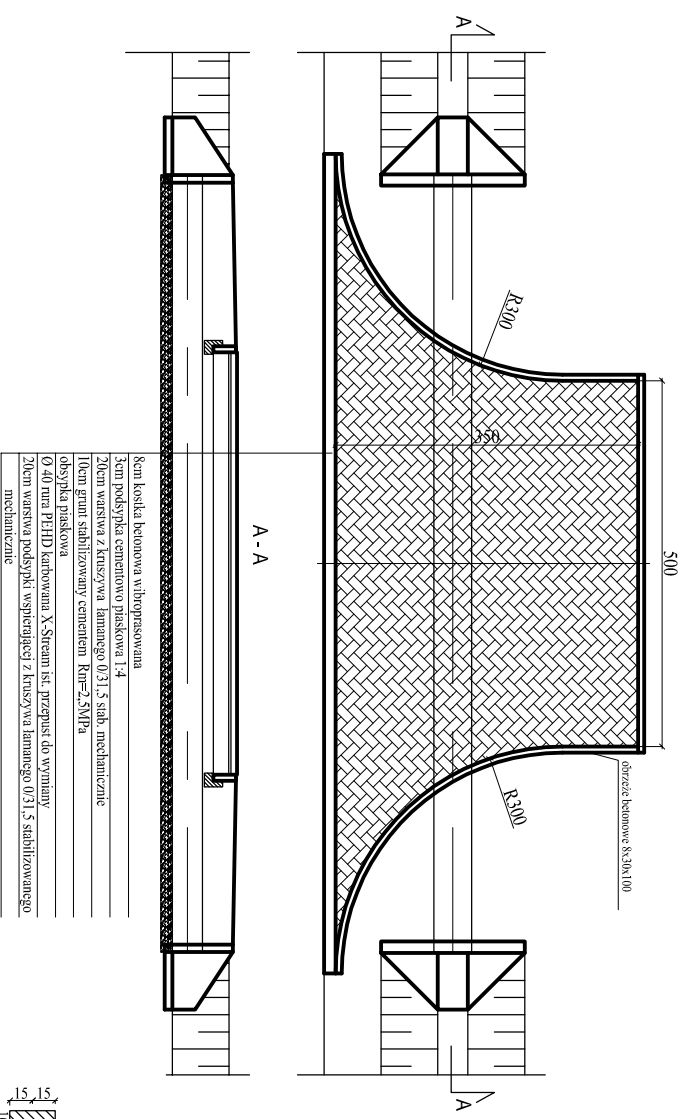 A
A
500
350
R300
R300
obrzeże betonowe 8x30x100
A - A
8cm kostka betonowa wibroprasowana
3cm podsypka cementowo piaskowa 1:4
20cm warstwa z kruszywa łamanego 0/31,5 stab. mechanicznie
10cm grunt stabilizowany cementem Rm=2,5MPa
obsypka piaskowa
Ø 40 rura PEHD karbowana X-Stream ist. przepust do wymiany
20cm warstwa podsypki wspierającej z kruszywa łamanego 0/31,5 stabilizowanego
mechanicznie
15 15